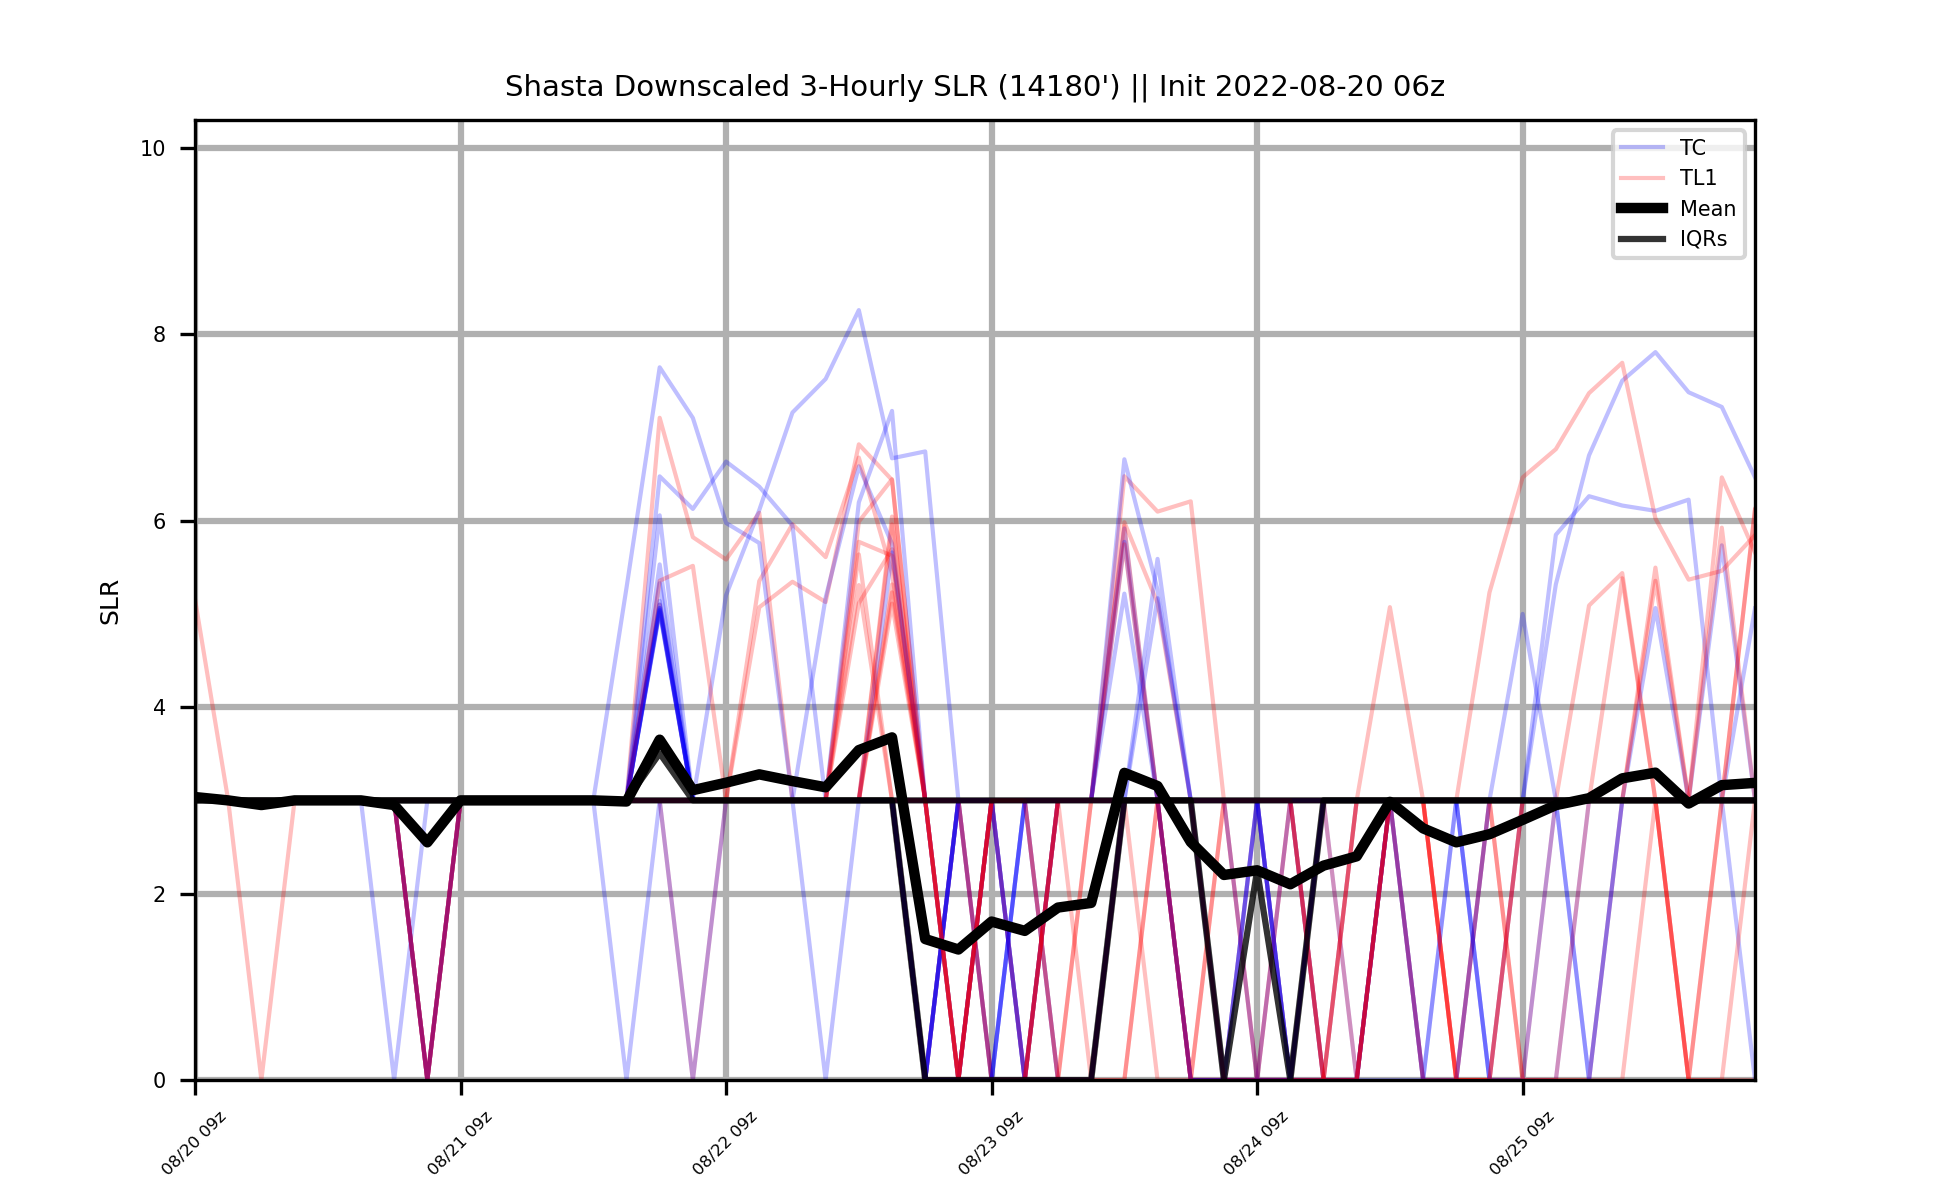 Shasta Downscaled 3-Hourly SLR (14180') || Init 2022-08-20 06z
10
8
6
4
2
0
SLR
TC
TL1
Mean
IQRs
08/20 09z
08/21 09z
08/22 09z
08/23 09z
08/24 09z
08/25 09z